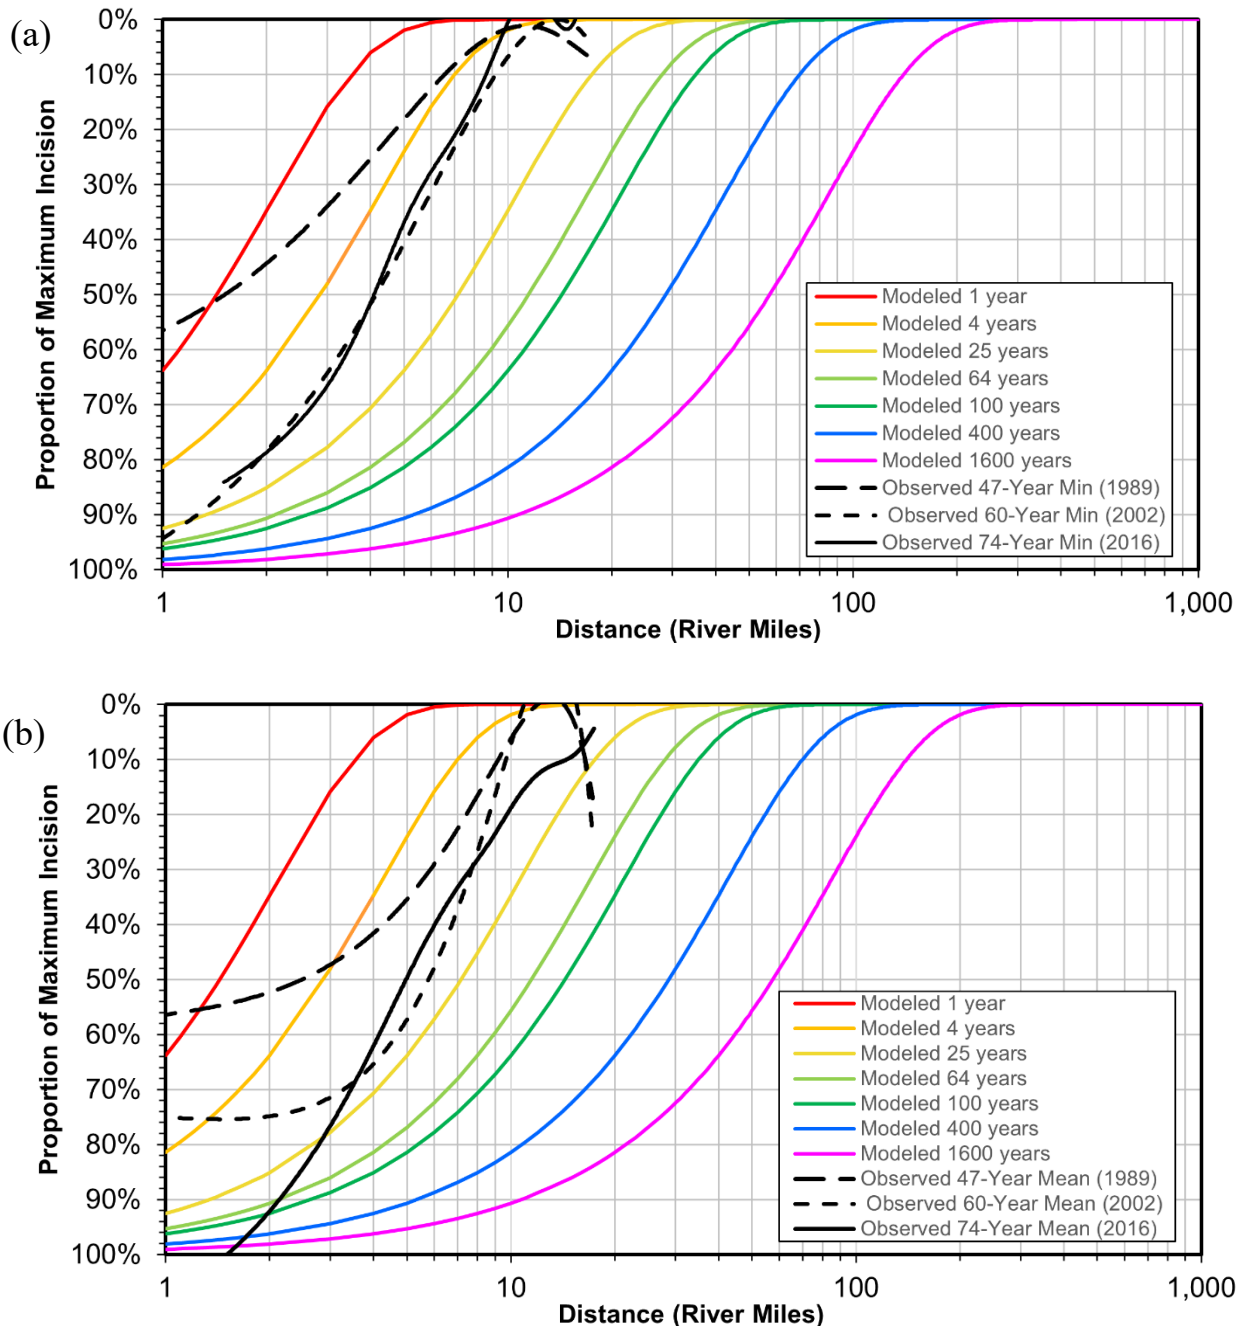 (a)
0%
10%
20%
30%
40%
50%
60%
70%
80%
90%
100%
Proportion of Maximum Incision
Modeled 1 year
Modeled 4 years
Modeled 25 years
Modeled 64 years
Modeled 100 years
Modeled 400 years
Modeled 1600 years
Observed 47-Year Min (1989)
Observed 60-Year Min (2002)
Observed 74-Year Min (2016)
1 10 100 1,000
Distance (River Miles)
(b)
0%
10%
20%
30%
40%
50%
60%
70%
80%
90%
100%
Proportion of Maximum Incision
Modeled 1 year
Modeled 4 years
Modeled 25 years
Modeled 64 years
Modeled 100 years
Modeled 400 years
Modeled 1600 years
Observed 47-Year Mean (1989)
Observed 60-Year Mean (2002)
Observed 74-Year Mean (2016)
1 10 100 1,000
Distance (River Miles)